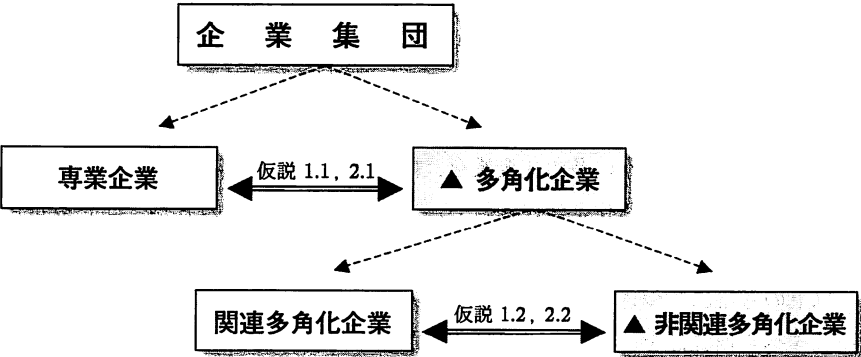 企業集団
専業企業
仮説 1.1, 2.1
▲ 多角化企業
関連多角化企業
仮説 1.2, 2.2
▲ 非関連多角化企業